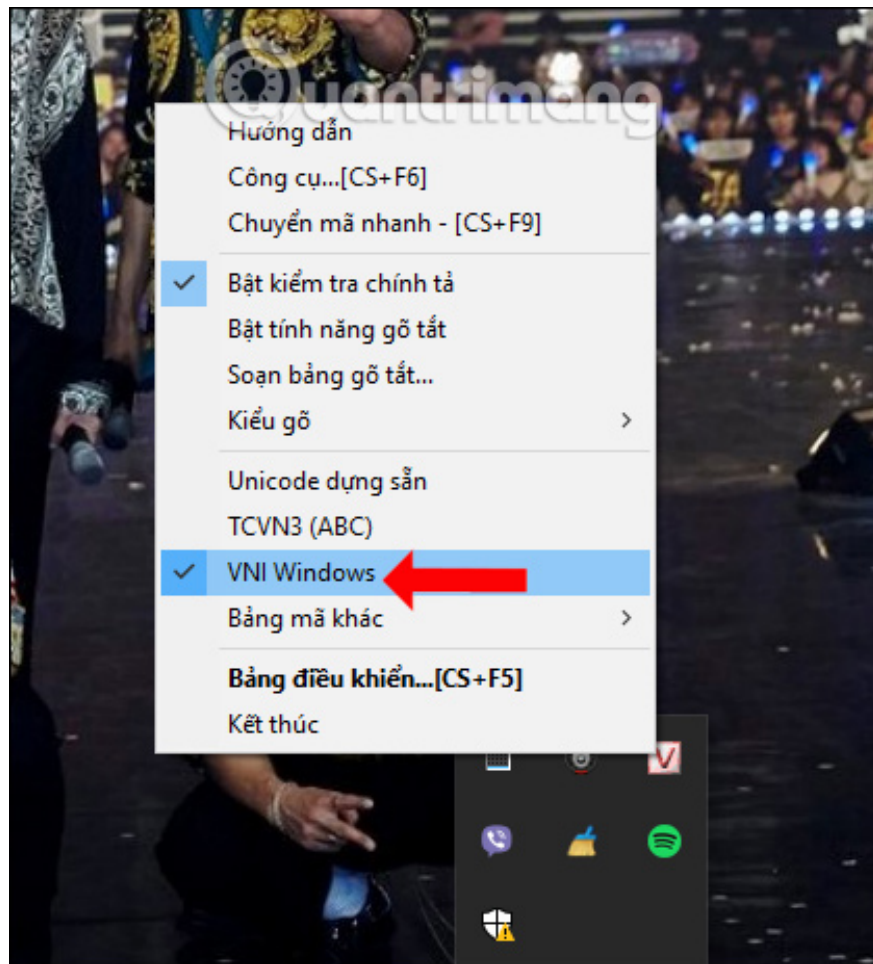 Quantrimang
Hướng dẫn
Công cụ...[CS+F6]
Chuyển mã nhanh - [CS+F9]
Bật kiểm tra chính tả
Bật tính năng gõ tắt
Soạn bảng gõ tắt...
Kiểu gõ
Unicode dựng sẵn
TCVN3 (ABC)
VNI Windows
Bảng mã khác
Bảng điều khiển...[CS+F5]
Kết thúc
V